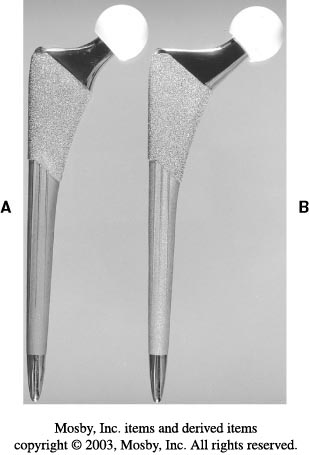 A
B
Mosby, Inc. items and derived items
copyright © 2003, Mosby, Inc. All rights reserved.